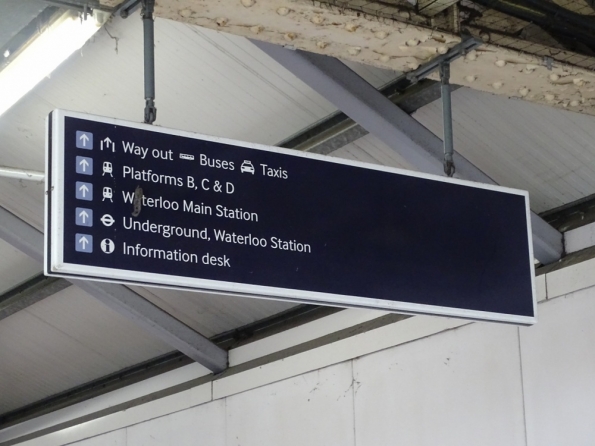 Way out Buses Taxis
Platforms B, C & D
Waterloo Main Station
Underground, Waterloo Station
Information desk